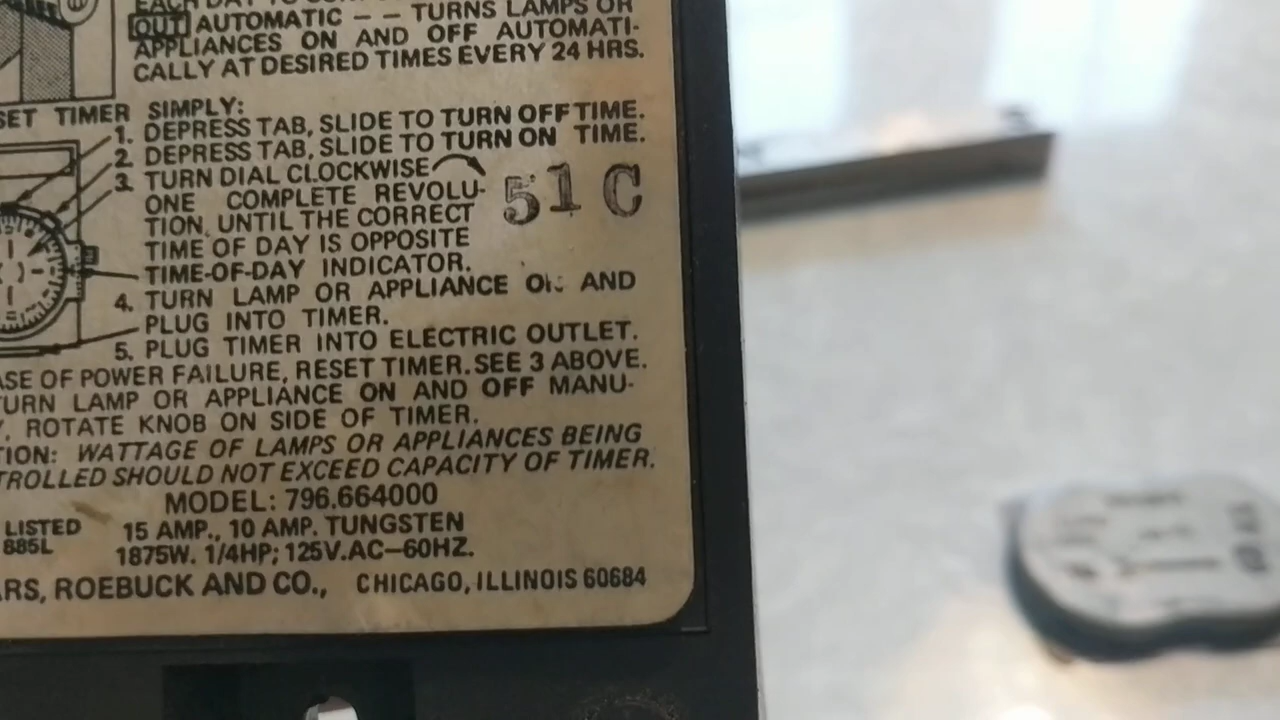 EACH DAY TO
OUT AUTOMATIC – – TURNS LAMPS OR
APPLIANCES ON AND OFF AUTOMATI-
CALLY AT DESIRED TIMES EVERY 24 HRS.
SET TIMER SIMPLY:
1. DEPRESS TAB, SLIDE TO TURN OFF TIME.
2. DEPRESS TAB, SLIDE TO TURN ON TIME.
3. TURN DIAL CLOCKWISE
ONE COMPLETE REVOLU-
TION, UNTIL THE CORRECT
TIME OF DAY IS OPPOSITE
TIME-OF-DAY INDICATOR.
51C
4. TURN LAMP OR APPLIANCE ON AND
PLUG INTO TIMER.
5. PLUG TIMER INTO ELECTRIC OUTLET.
ASE OF POWER FAILURE, RESET TIMER. SEE 3 ABOVE.
TURN LAMP OR APPLIANCE ON AND OFF MANU-
Y, ROTATE KNOB ON SIDE OF TIMER.
TION: WATTAGE OF LAMPS OR APPLIANCES BEING
TROLLED SHOULD NOT EXCEED CAPACITY OF TIMER.
MODEL: 796.664000
LISTED 15 AMP., 10 AMP. TUNGSTEN
885L 1875W. 1/4HP; 125V.AC–60HZ.
ARS, ROEBUCK AND CO., CHICAGO, ILLINOIS 60684